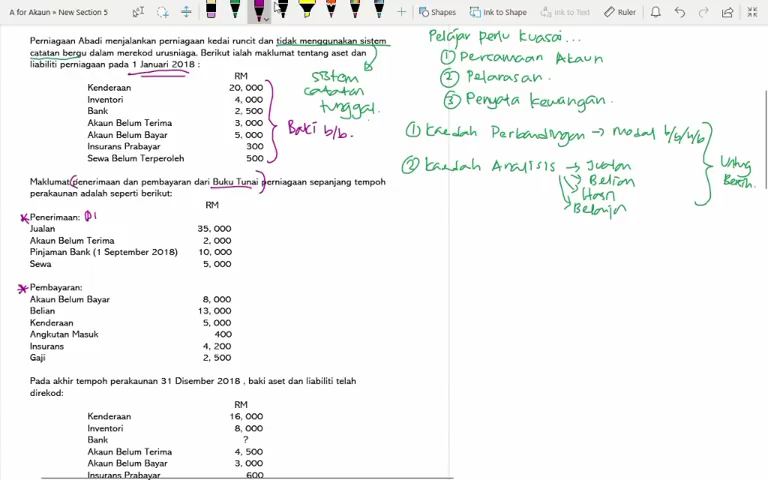 A for Akaun » New Section 5
Shapes
Ink to Shape
Ink to Text
Ruler
Perniagaan Abadi menjalankan perniagaan kedai runcit dan tidak menggunakan sistem
catatan bergu dalam merekod urusniaga. Berikut ialah maklumat tentang aset dan
liabiliti perniagaan pada 1 Januari 2018 :
RM
Kenderaan 20, 000
Inventori 4, 000
Bank 2, 500
Akaun Belum Terima 3, 000
Akaun Belum Bayar 5, 000
Insurans Prabayar 300
Sewa Belum Terperoleh 500
sistem
catatan
tunggal.
Baki b/b.
Maklumat penerimaan dan pembayaran dari Buku Tunai perniagaan sepanjang tempoh
perakaunan adalah seperti berikut:
RM
Penerimaan:
Jualan 35, 000
Akaun Belum Terima 2, 000
Pinjaman Bank (1 September 2018) 10, 000
Sewa 5, 000
Pembayaran:
Akaun Belum Bayar 8, 000
Belian 13, 000
Kenderaan 5, 000
Angkutan Masuk 400
Insurans 4, 200
Gaji 2, 500
Pada akhir tempoh perakaunan 31 Disember 2018 , baki aset dan liabiliti telah
direkod:
RM
Kenderaan 16, 000
Inventori 8, 000
Bank ?
Akaun Belum Terima 4, 500
Akaun Belum Bayar 3, 000
Insurans Prabayar 600
Pelajar perlu kuasai...
① Persamaan Akaun
② Pelarasan.
③ Penyata kewangan.
① Kaedah Perbandingan → modal b/b/h/b
② Kaedah Analisis → Jualan
Belian
Hasil
Belanja
Untung
Bersih.